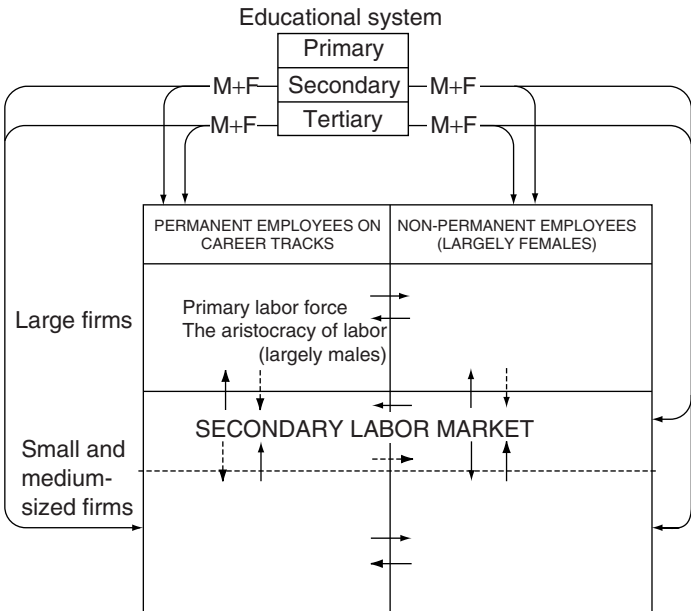 Educational system
Primary
M+F Secondary M+F
M+F Tertiary M+F
PERMANENT EMPLOYEES ON
CAREER TRACKS
NON-PERMANENT EMPLOYEES
(LARGELY FEMALES)
Large firms
Primary labor force
The aristocracy of labor
(largely males)
SECONDARY LABOR MARKET
Small and
medium-
sized firms